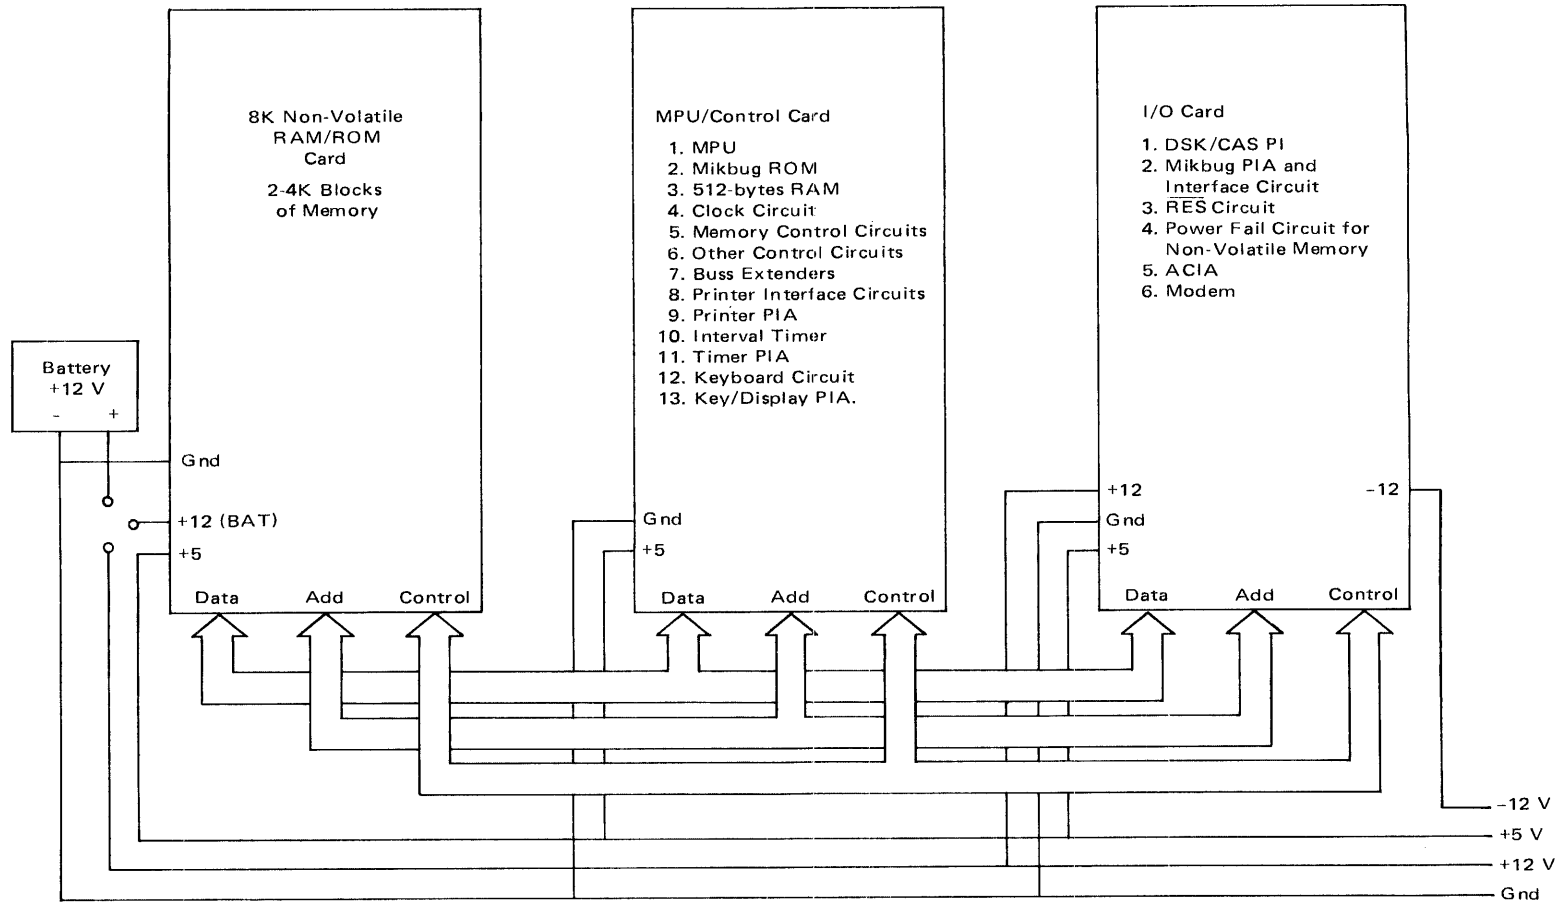 8K Non-Volatile
RAM/ROM
Card
2-4K Blocks
of Memory
Battery
+12 V
- +
Gnd
+12 (BAT)
+5
Data Add Control
MPU/Control Card
1. MPU
2. Mikbug ROM
3. 512-bytes RAM
4. Clock Circuit
5. Memory Control Circuits
6. Other Control Circuits
7. Buss Extenders
8. Printer Interface Circuits
9. Printer PIA
10. Interval Timer
11. Timer PIA
12. Keyboard Circuit
13. Key/Display PIA.
Gnd
+5
Data Add Control
I/O Card
1. DSK/CAS PI
2. Mikbug PIA and
Interface Circuit
3. R̅E̅S̅ Circuit
4. Power Fail Circuit for
Non-Volatile Memory
5. ACIA
6. Modem
+12 -12
Gnd
+5
Data Add Control
-12 V
+5 V
+12 V
Gnd